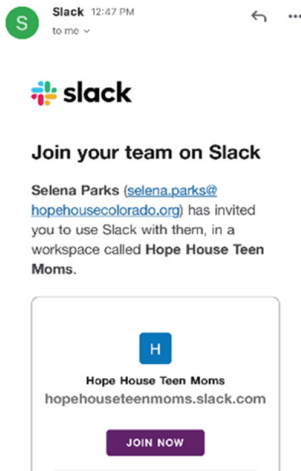 S
Slack 12:47 PM
to me
slack
Join your team on Slack
Selena Parks (selena.parks@
hopehousecolorado.org) has invited
you to use Slack with them, in a
workspace called Hope House Teen
Moms.
H
Hope House Teen Moms
hopehouseteenmoms.slack.com
JOIN NOW